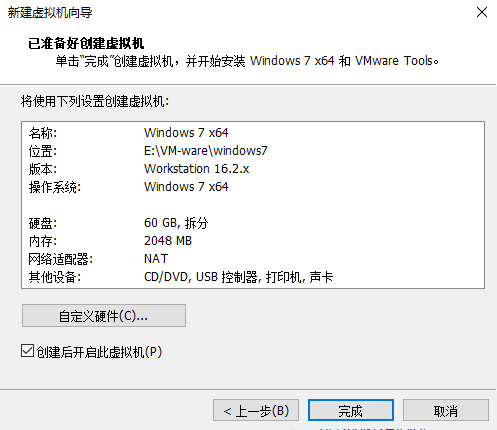 新建虚拟机向导
已准备好创建虚拟机
单击“完成”创建虚拟机，并开始安装 Windows 7 x64 和 VMware Tools。
将使用下列设置创建虚拟机:
名称: Windows 7 x64
位置: E:\VM-ware\windows7
版本: Workstation 16.2.x
操作系统: Windows 7 x64
硬盘: 60 GB, 拆分
内存: 2048 MB
网络适配器: NAT
其他设备: CD/DVD, USB 控制器, 打印机, 声卡
自定义硬件(C)...
创建后开启此虚拟机(P)
< 上一步(B) 完成 取消